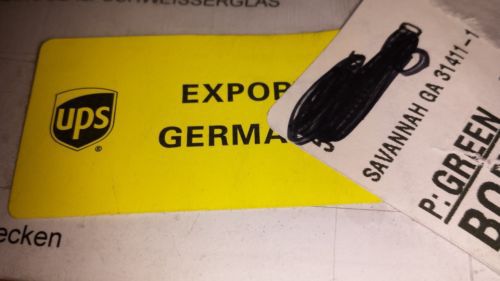 SCHWEISSERGLAS
ups
®
EXPOR
GERMA
SAVANNAH GA 31411-1
P: GREEN
ecken